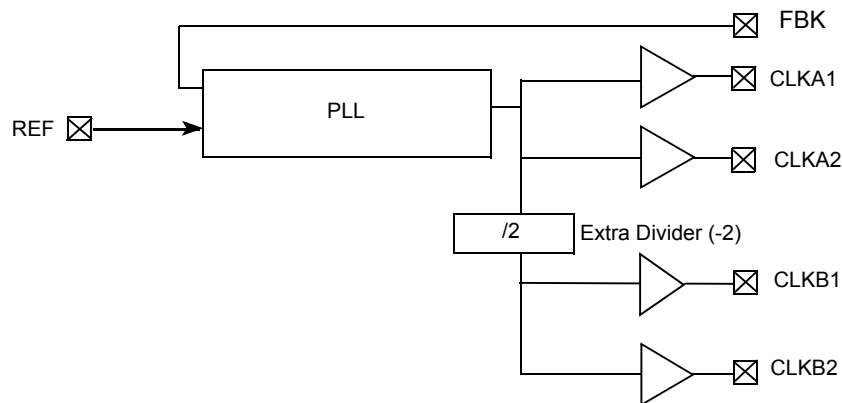 FBK
CLKA1
PLL
REF
CLKA2
/2
Extra Divider (-2)
CLKB1
CLKB2